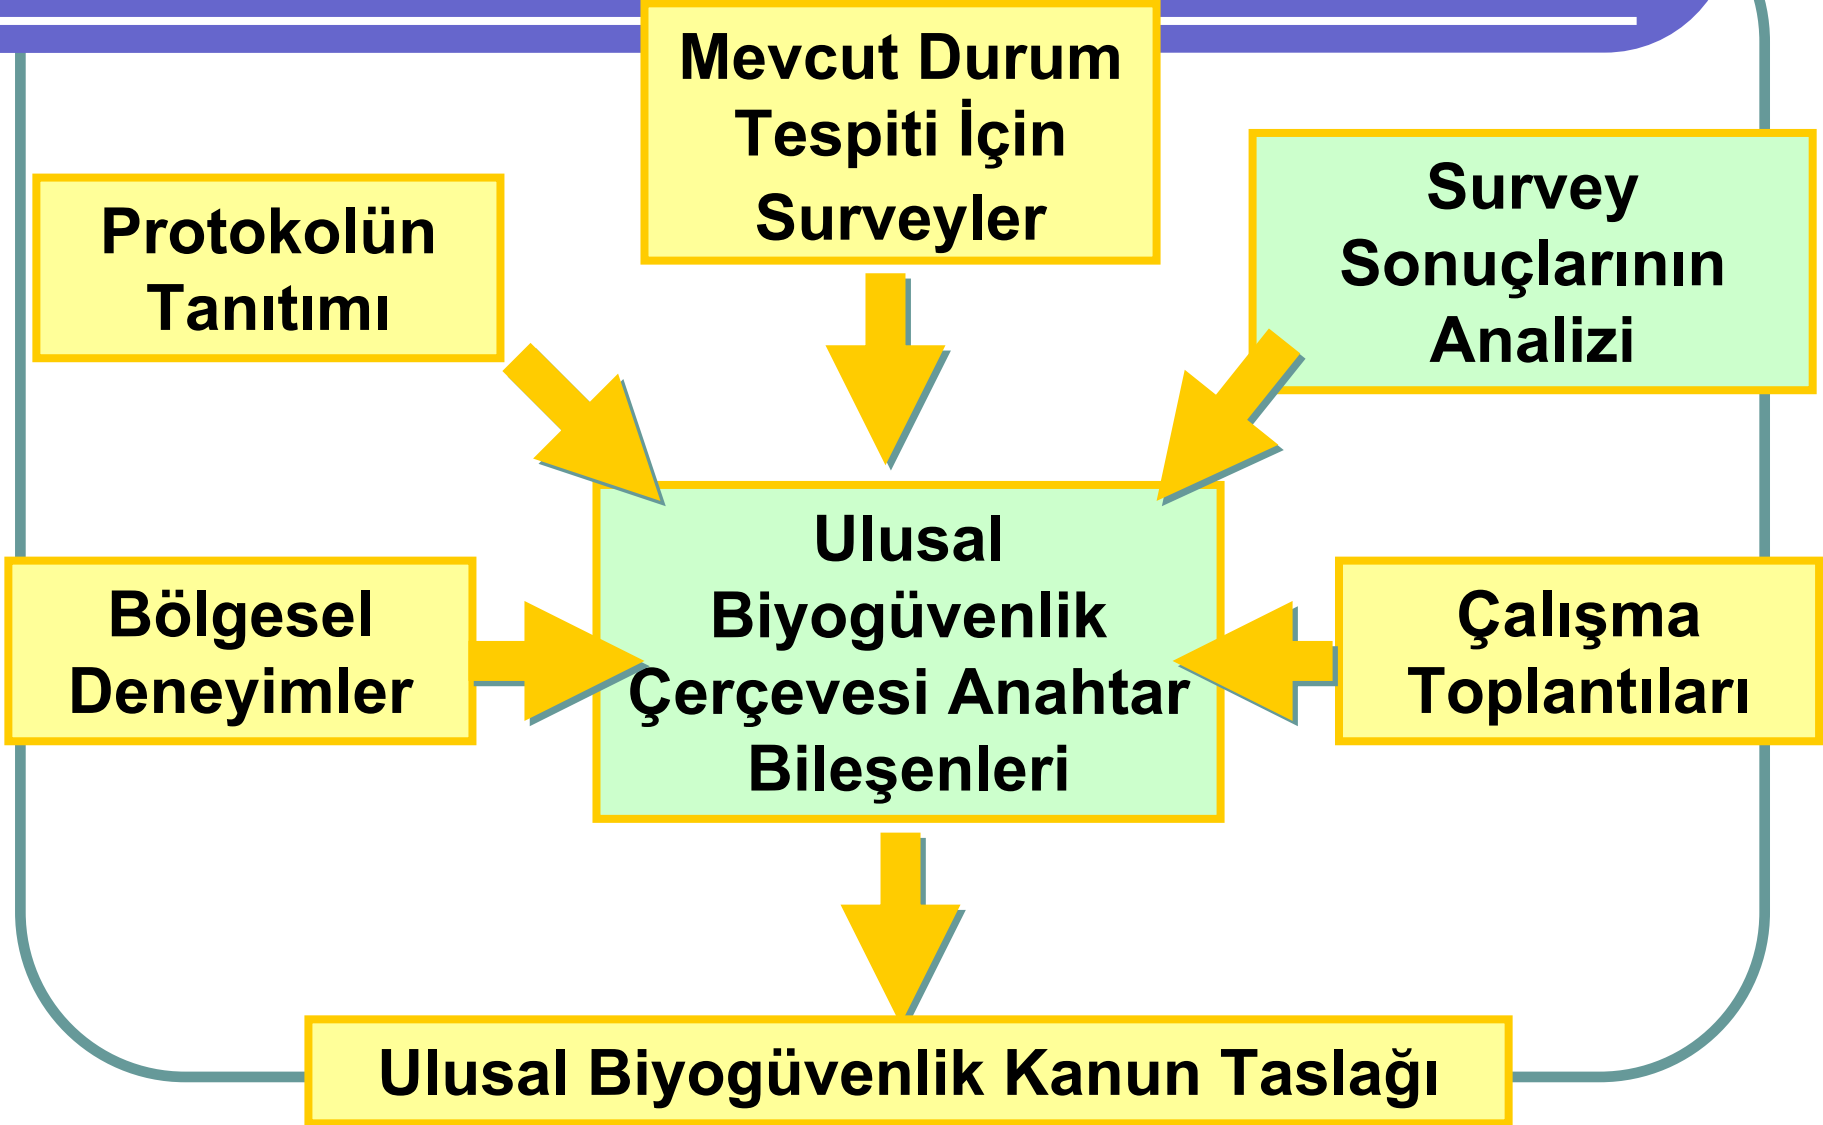 Mevcut Durum
Tespiti İçin
Surveyler
Protokolün
Tanıtımı
Survey
Sonuçlarının
Analizi
Bölgesel
Deneyimler
Ulusal
Biyogüvenlik
Çerçevesi Anahtar
Bileşenleri
Çalışma
Toplantıları
Ulusal Biyogüvenlik Kanun Taslağı